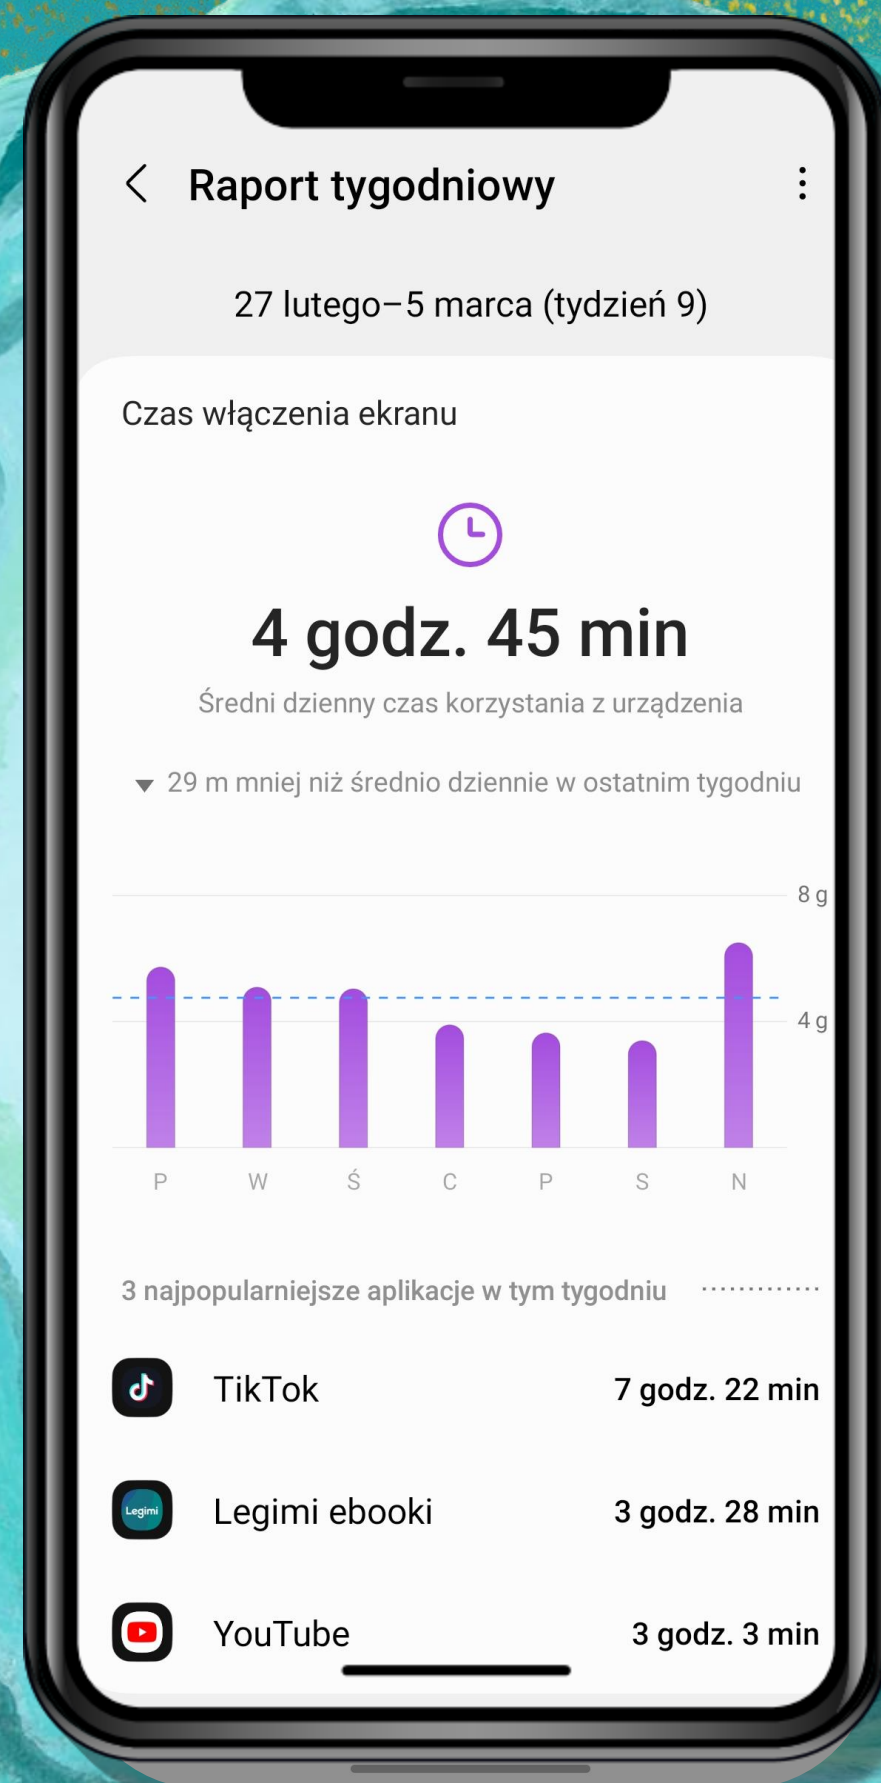 Raport tygodniowy
27 lutego–5 marca (tydzień 9)
Czas włączenia ekranu
4 godz. 45 min
Średni dzienny czas korzystania z urządzenia
29 m mniej niż średnio dziennie w ostatnim tygodniu
8 g
4 g
P W Ś C P S N
3 najpopularniejsze aplikacje w tym tygodniu
TikTok 7 godz. 22 min
Legimi
Legimi ebooki 3 godz. 28 min
YouTube 3 godz. 3 min